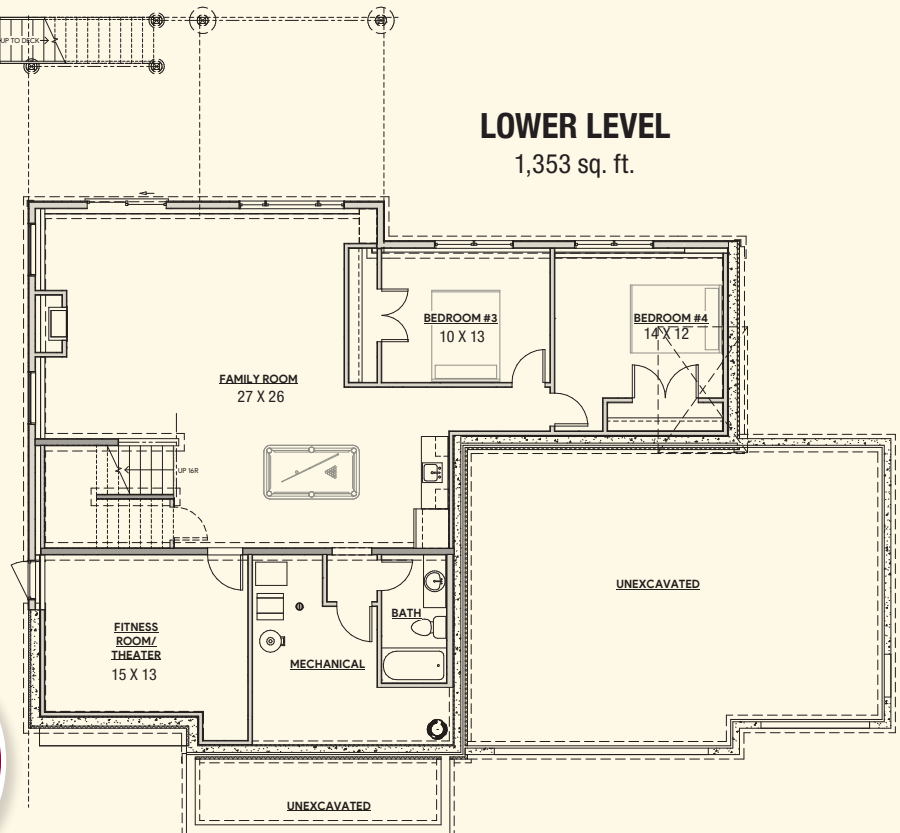 UP TO DECK
LOWER LEVEL
1,353 sq. ft.
BEDROOM #3
10 X 13
BEDROOM #4
14 X 12
FAMILY ROOM
27 X 26
UP 16R
UNEXCAVATED
FITNESS
ROOM/
THEATER
15 X 13
BATH
MECHANICAL
UNEXCAVATED